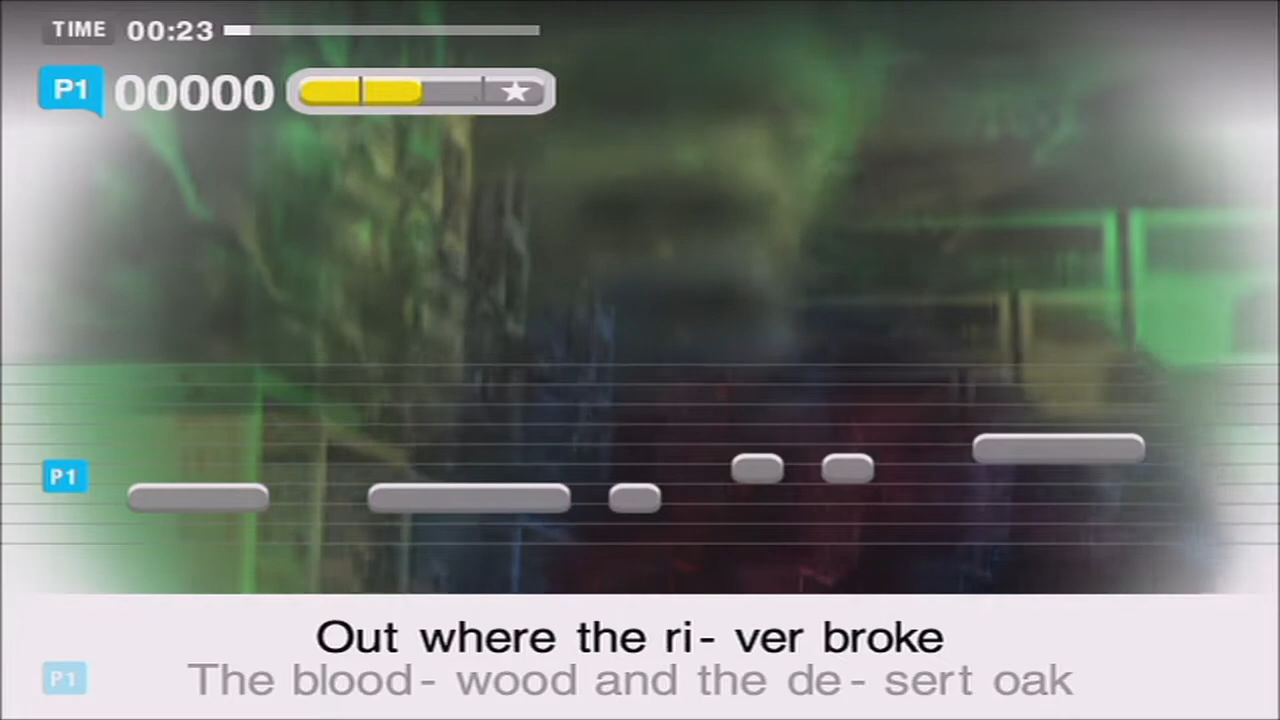 TIME 00:23
P1 00000
P1
Out where the ri- ver broke
P1 The blood- wood and the de- sert oak